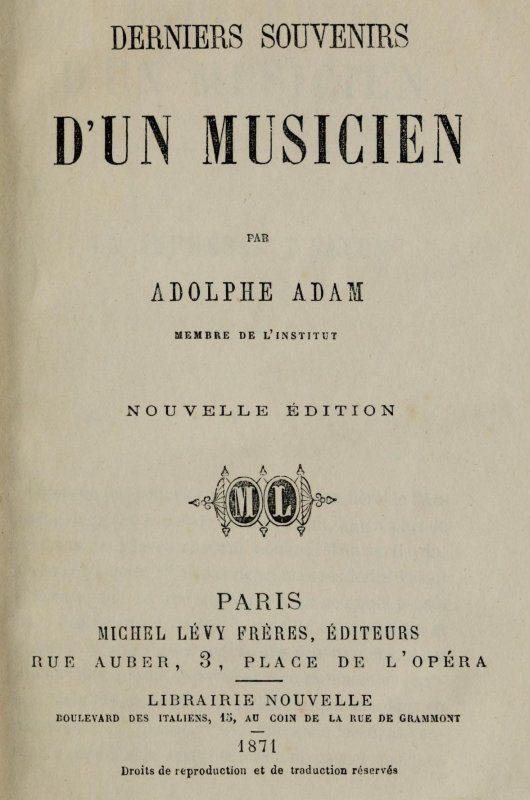 DERNIERS SOUVENIRS
D'UN MUSICIEN
PAR
ADOLPHE ADAM
MEMBRE DE L'INSTITUT
NOUVELLE ÉDITION
ML
PARIS
MICHEL LÉVY FRÈRES, ÉDITEURS
RUE AUBER, 3, PLACE DE L'OPÉRA
LIBRAIRIE NOUVELLE
BOULEVARD DES ITALIENS, 15, AU COIN DE LA RUE DE GRAMMONT
1871
Droits de reproduction et de traduction réservés